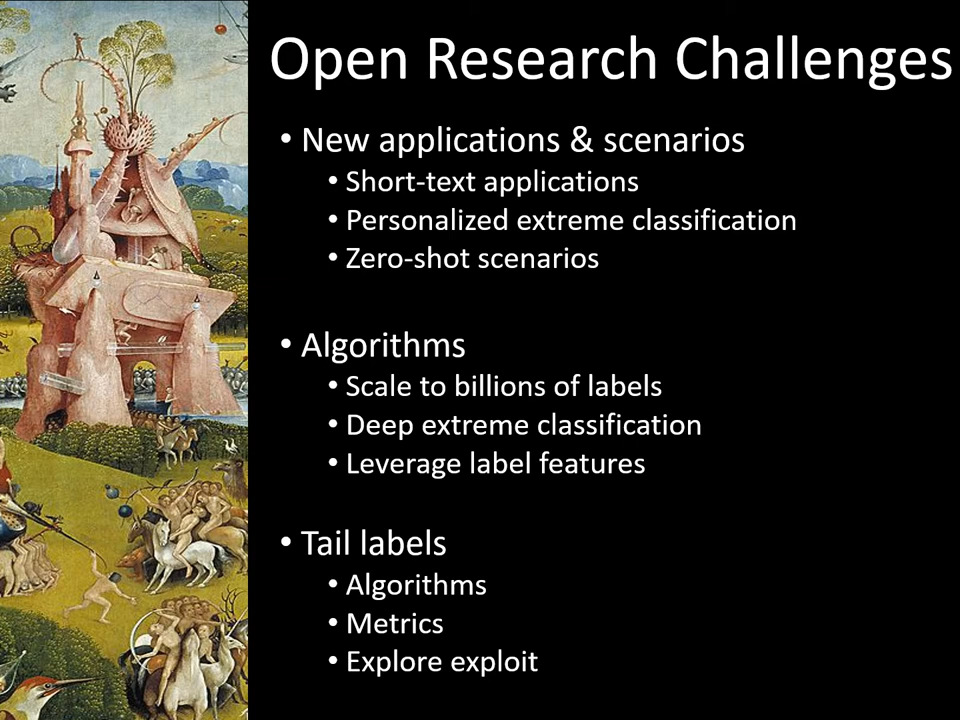 Open Research Challenges
• New applications & scenarios
• Short-text applications
• Personalized extreme classification
• Zero-shot scenarios
• Algorithms
• Scale to billions of labels
• Deep extreme classification
• Leverage label features
• Tail labels
• Algorithms
• Metrics
• Explore exploit